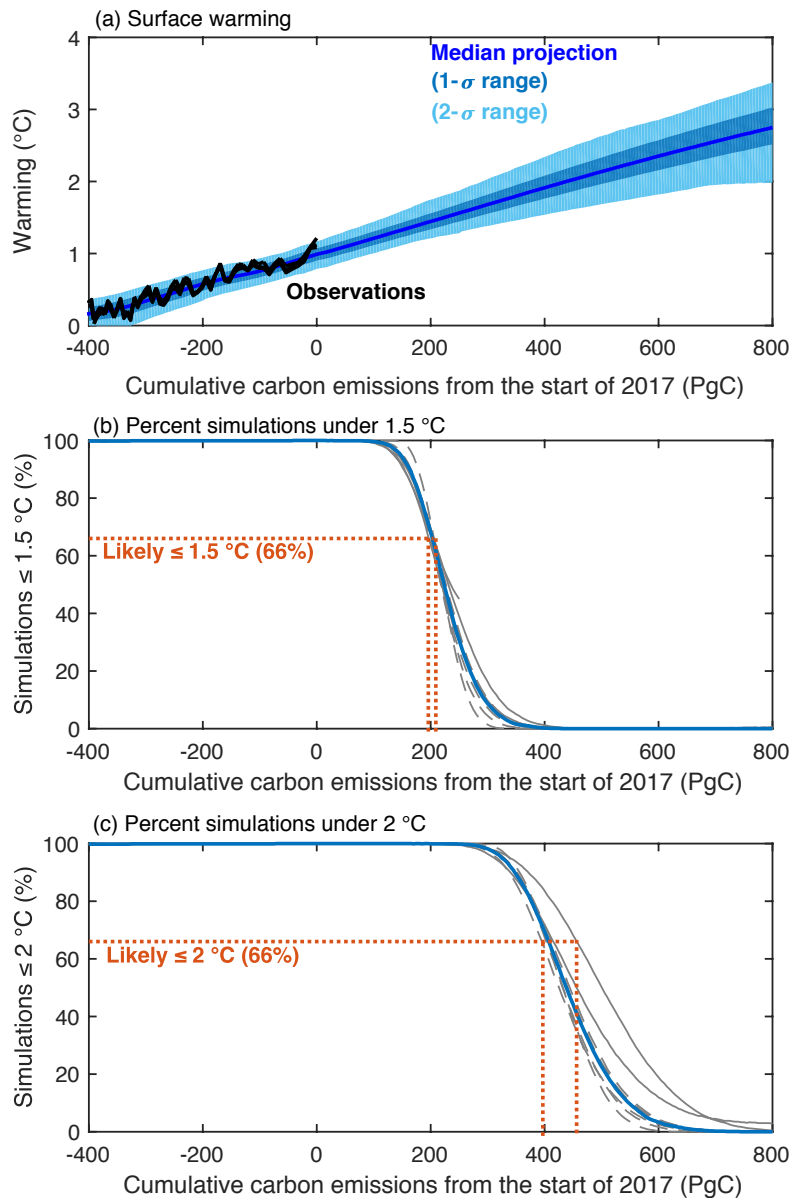 (a) Surface warming
4
3
2
1
0
Warming (°C)
Median projection
(1-σ range)
(2-σ range)
Observations
-400 -200 0 200 400 600 800
Cumulative carbon emissions from the start of 2017 (PgC)
(b) Percent simulations under 1.5 °C
100
80
60
40
20
0
Simulations ≤ 1.5 °C (%)
Likely ≤ 1.5 °C (66%)
-400 -200 0 200 400 600 800
Cumulative carbon emissions from the start of 2017 (PgC)
(c) Percent simulations under 2 °C
100
80
60
40
20
0
Simulations ≤ 2 °C (%)
Likely ≤ 2 °C (66%)
-400 -200 0 200 400 600 800
Cumulative carbon emissions from the start of 2017 (PgC)